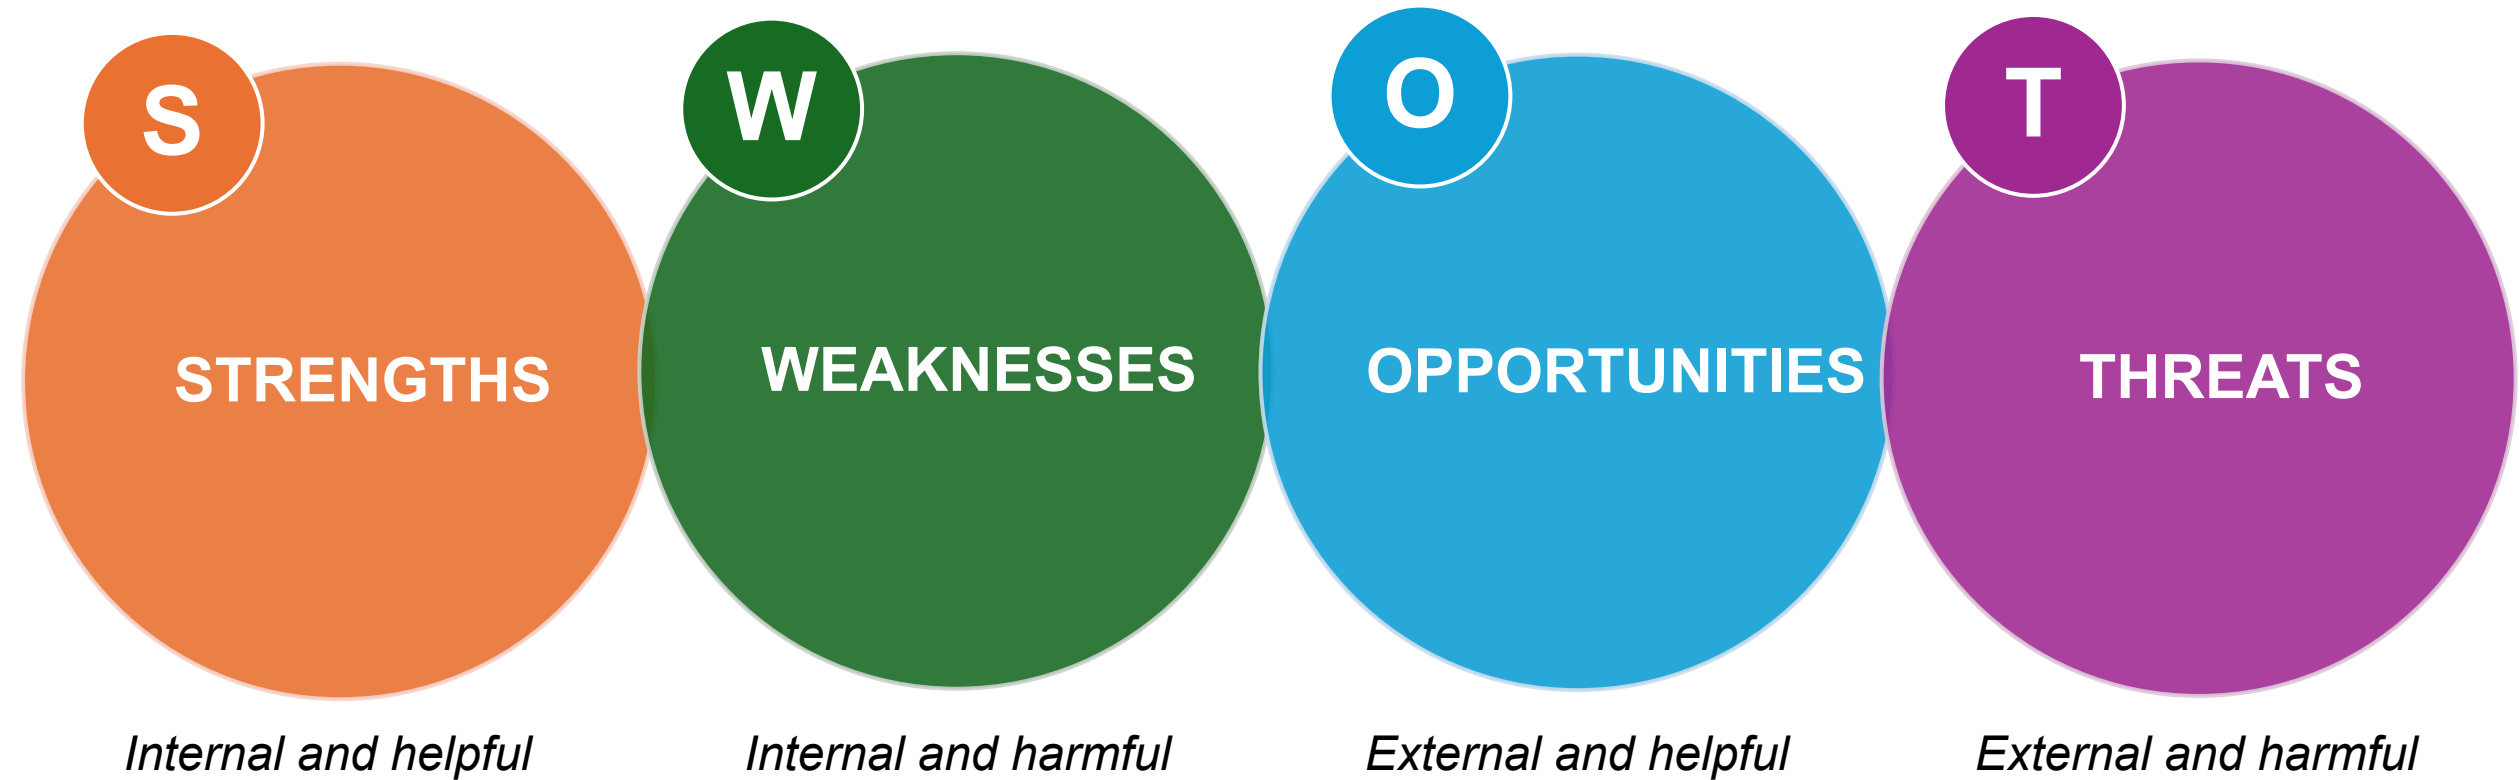 S
STRENGTHS
Internal and helpful
W
WEAKNESSES
Internal and harmful
O
OPPORTUNITIES
External and helpful
T
THREATS
External and harmful